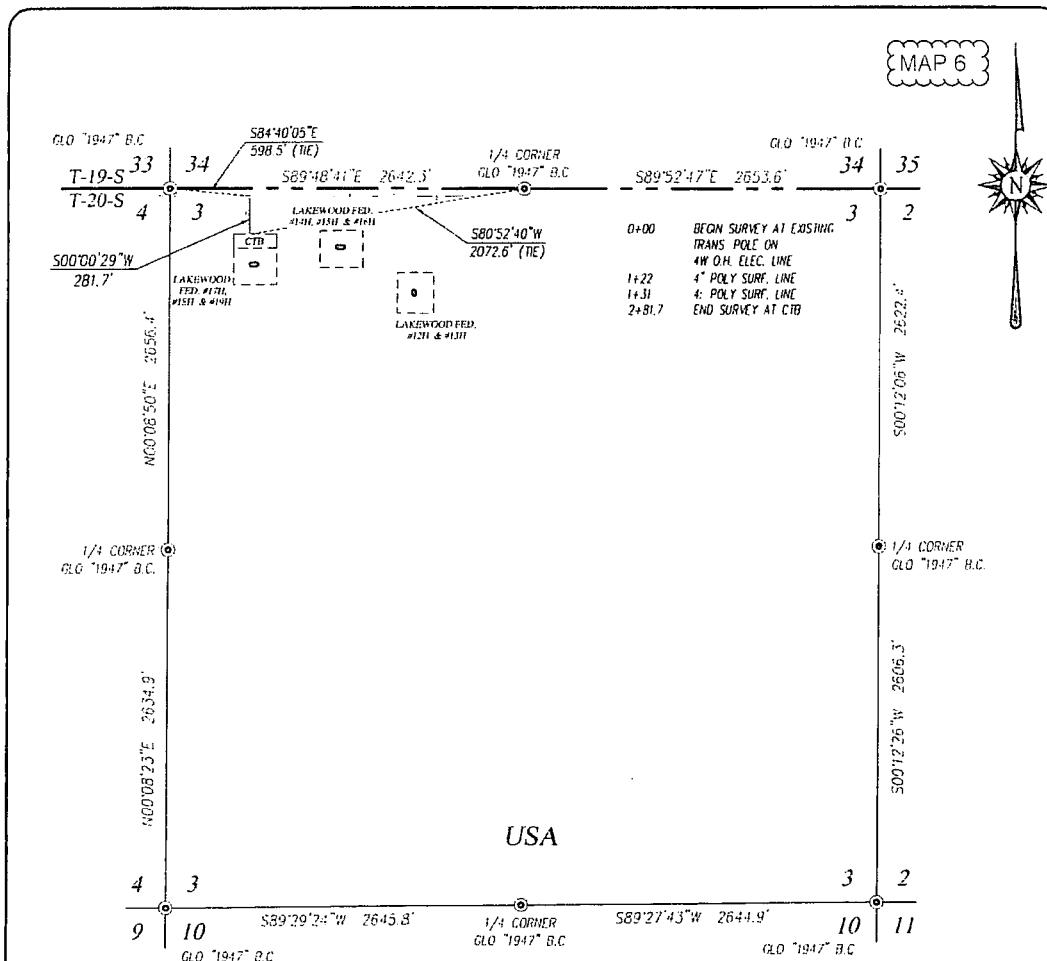 MAP 6
GLO "1947" B.C
S84°40'05"E
598.5' (TIE)
1/4 CORNER
GLO "1947" B.C
GLO "1947" B.C
33 34
34 35
T-19-S
T-20-S
S89°48'41"E 2642.3'
S89°52'47"E 2653.6'
4 3
3 2
LAKEWOOD FED.
#14H, #15H & #16H
CTB
S80°52'40"W
2072.6' (TIE)
S00°00'29"W
281.7'
LAKEWOOD
FED. #17H,
#18H & #19H
LAKEWOOD FED.
#12H & #13H
0+00 BEGIN SURVEY AT EXISTING
TRANS POLE ON
4W O.H. ELEC. LINE
1+22 4" POLY SURF. LINE
1+31 4: POLY SURF. LINE
2+81.7 END SURVEY AT CTB
N
N00°08'50"E 2656.4'
S00°12'06"W 2622.4'
1/4 CORNER
GLO "1947" B.C.
1/4 CORNER
GLO "1947" B.C.
N00°08'23"E 2634.9'
S00°12'26"W 2606.3'
USA
4 3
3 2
S89°29'24"W 2645.8'
1/4 CORNER
GLO "1947" B.C
S89°27'43"W 2644.9'
9 10
10 11
GLO "1947" B.C
GLO "1947" B.C